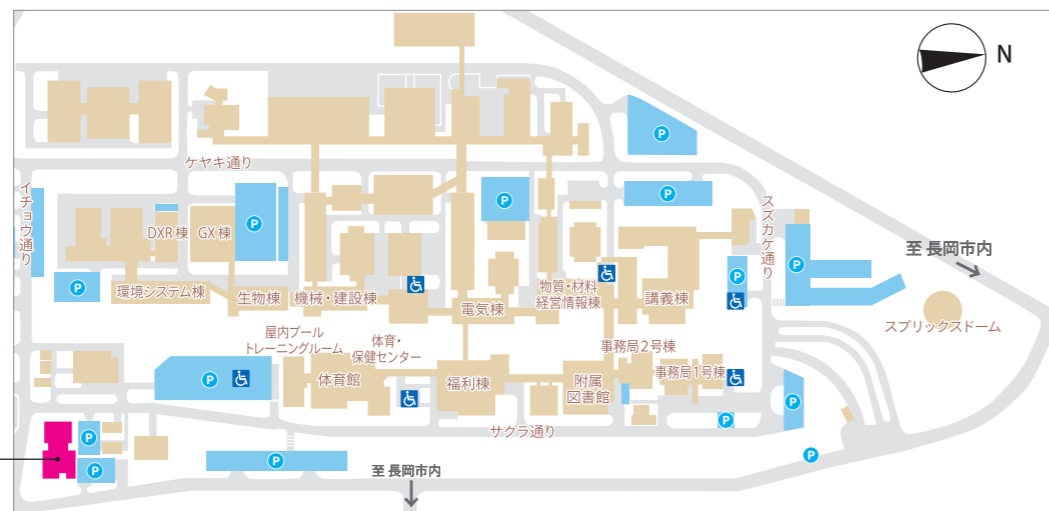 N
P
ケヤキ通り
P
P
P
イチョウ通り
DXR 棟
GX 棟
スズカケ通り
P
至 長岡市内
P
P
環境システム棟
生物棟
機械・建設棟
電気棟
物質・材料
経営情報棟
講義棟
スプリックスドーム
屋内プール
トレーニングルーム
体育・
保健センター
事務局2号棟
P
体育館
福利棟
附属
図書館
事務局1号棟
P
P
サクラ通り
P
P
P
P
至 長岡市内